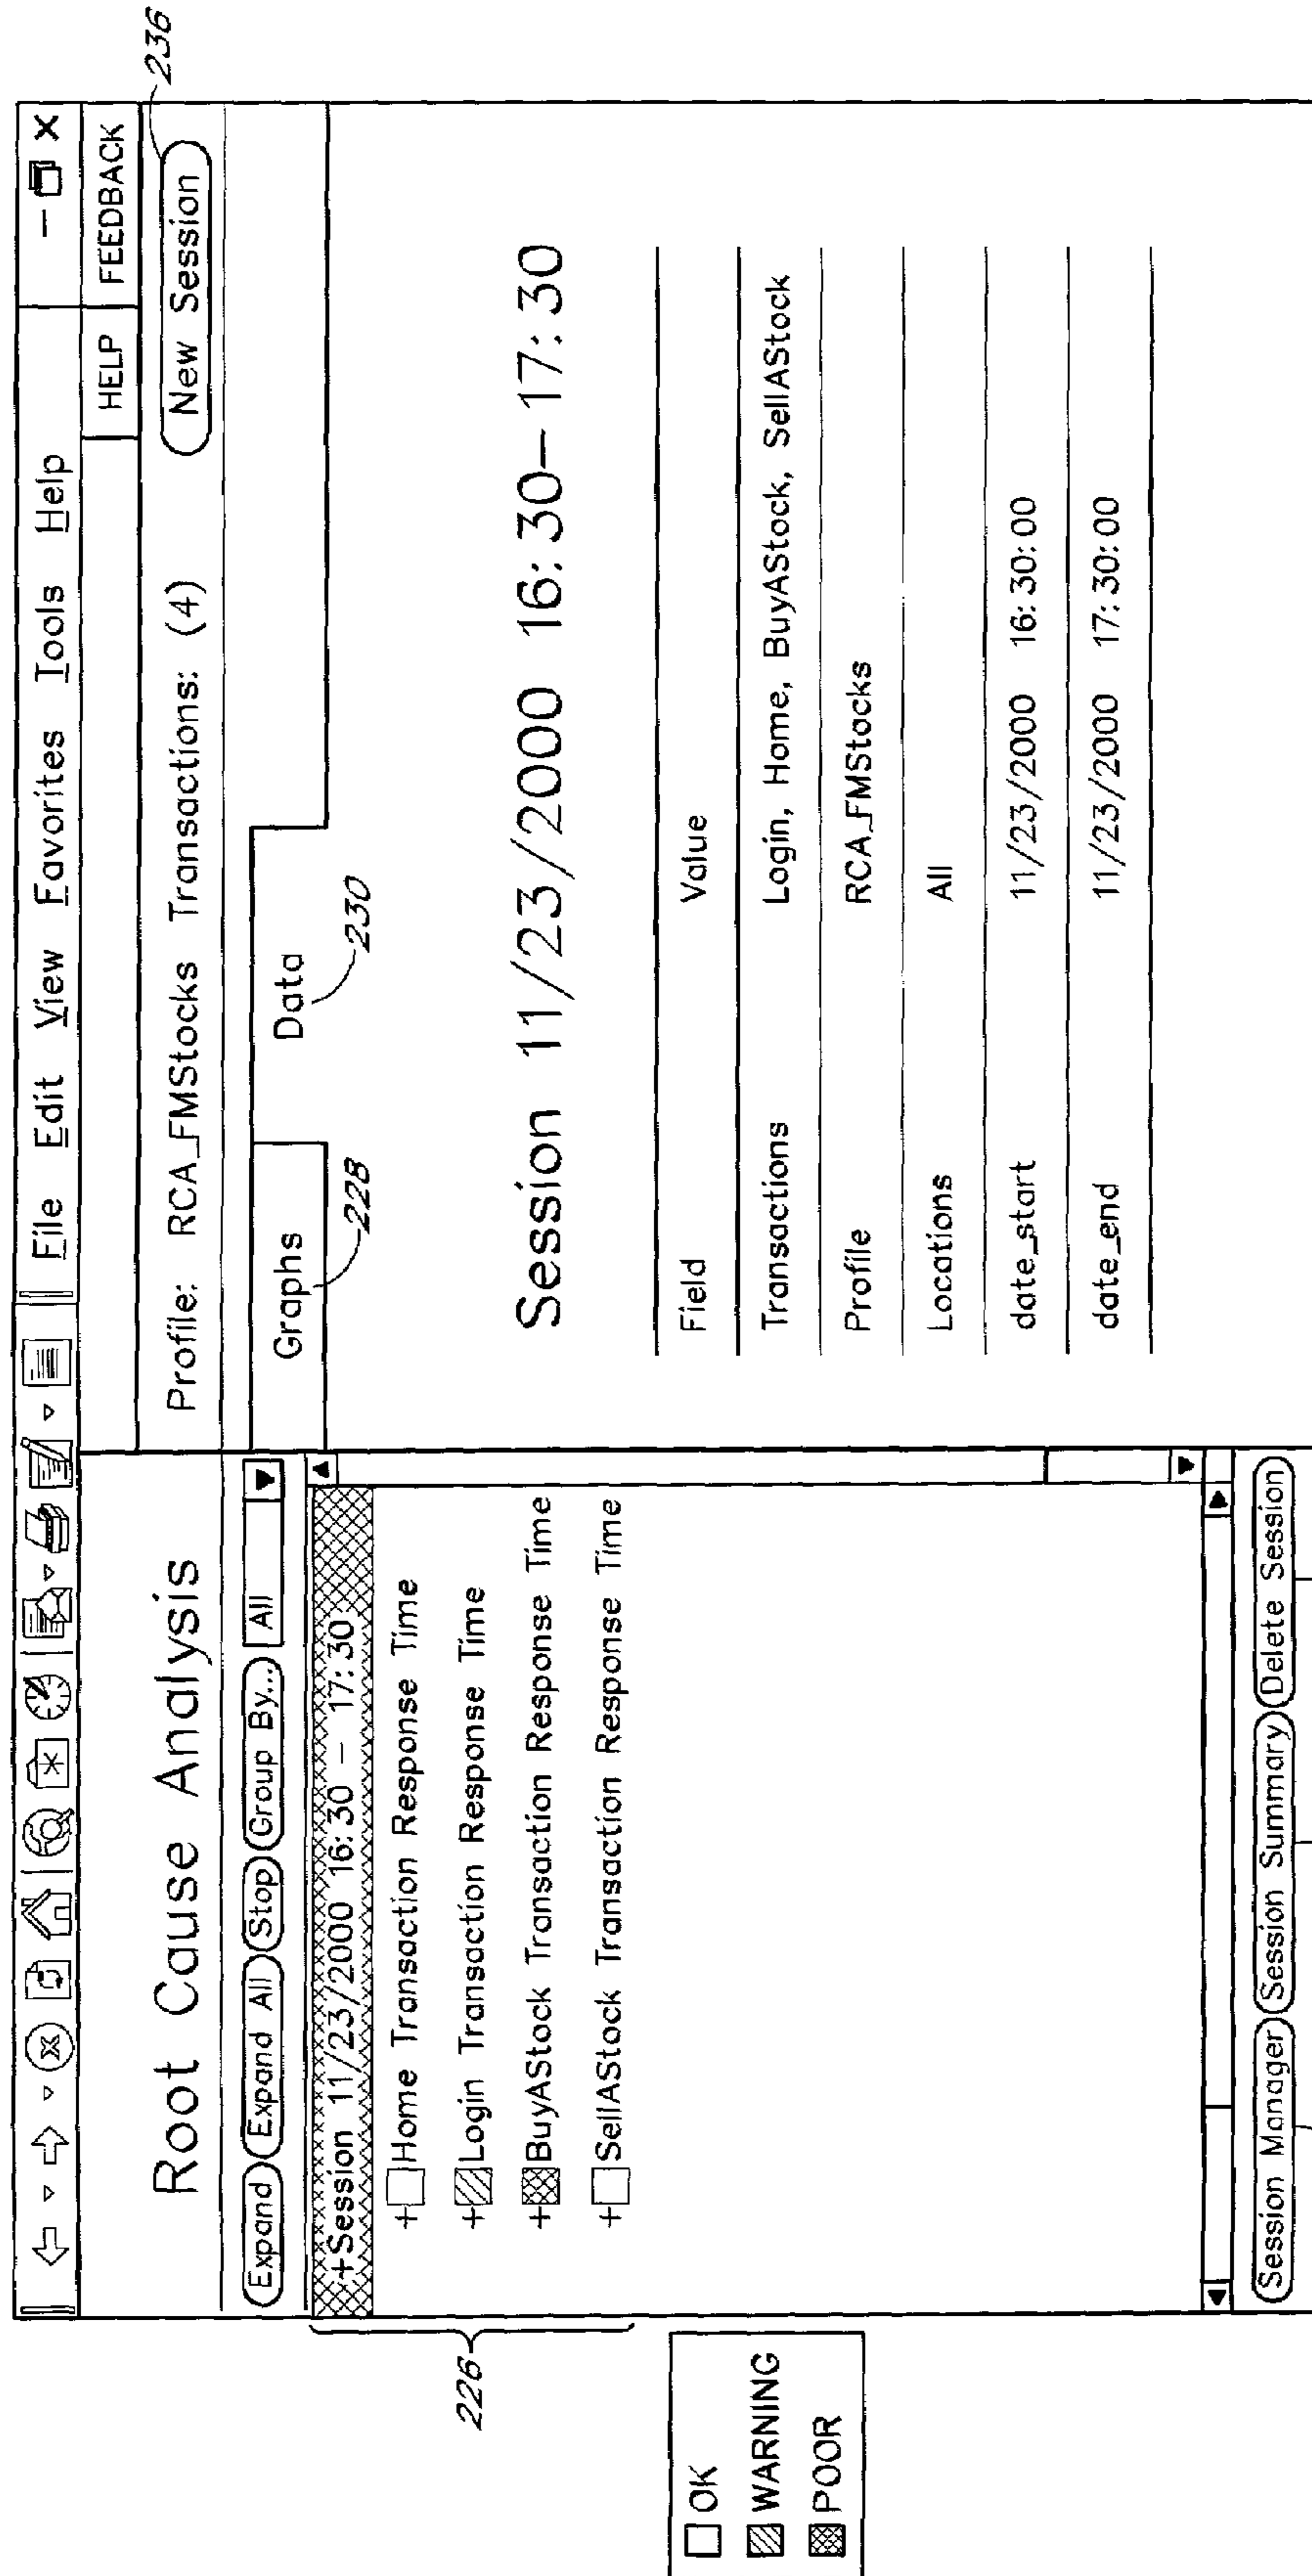 File Edit View Favorites Tools Help
HELP FEEDBACK
Root Cause Analysis
Profile: RCA_FMStocks Transactions: (4) New Session
236
Expand Expand All Stop Group By... All
Graphs Data
228
230
+Session 11/23/2000 16:30 - 17:30
+Home Transaction Response Time
+Login Transaction Response Time
+BuyAStock Transaction Response Time
+SellAStock Transaction Response Time
226
Session 11/23/2000 16:30-17:30
Field Value
Transactions Login, Home, BuyAStock, SellAStock
Profile RCA_FMStocks
Locations All
date_start 11/23/2000 16:30:00
date_end 11/23/2000 17:30:00
Session Manager Session Summary Delete Session
OK
WARNING
POOR